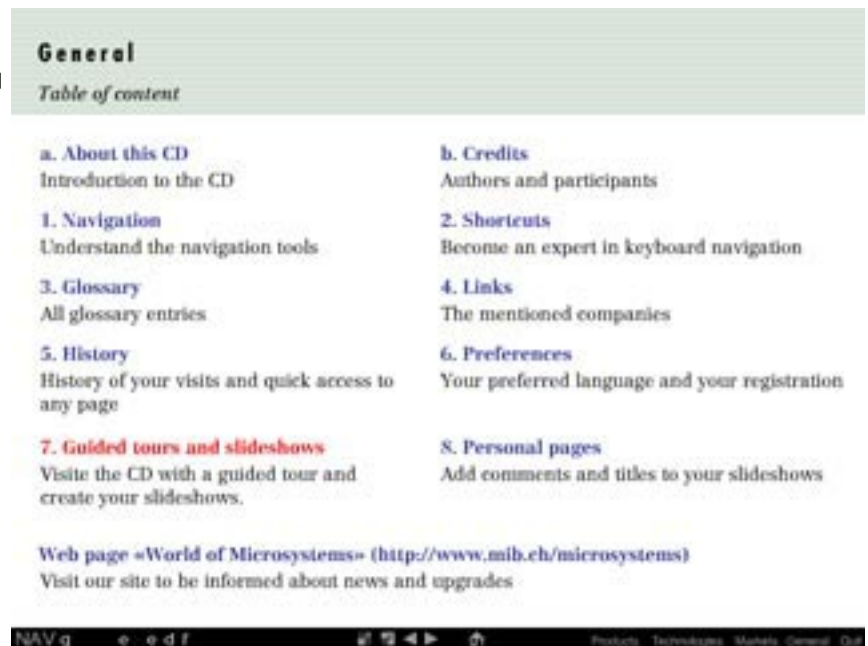 General
Table of content
a. About this CD
Introduction to the CD
b. Credits
Authors and participants
1. Navigation
Understand the navigation tools
2. Shortcuts
Become an expert in keyboard navigation
3. Glossary
All glossary entries
4. Links
The mentioned companies
5. History
History of your visits and quick access to
any page
6. Preferences
Your preferred language and your registration
7. Guided tours and slideshows
Visite the CD with a guided tour and
create your slideshows.
8. Personal pages
Add comments and titles to your slideshows
Web page «World of Microsystems» (http://www.mib.ch/microsystems)
Visit our site to be informed about news and upgrades
NAV g e e d f Products Technologies Markets General Quit